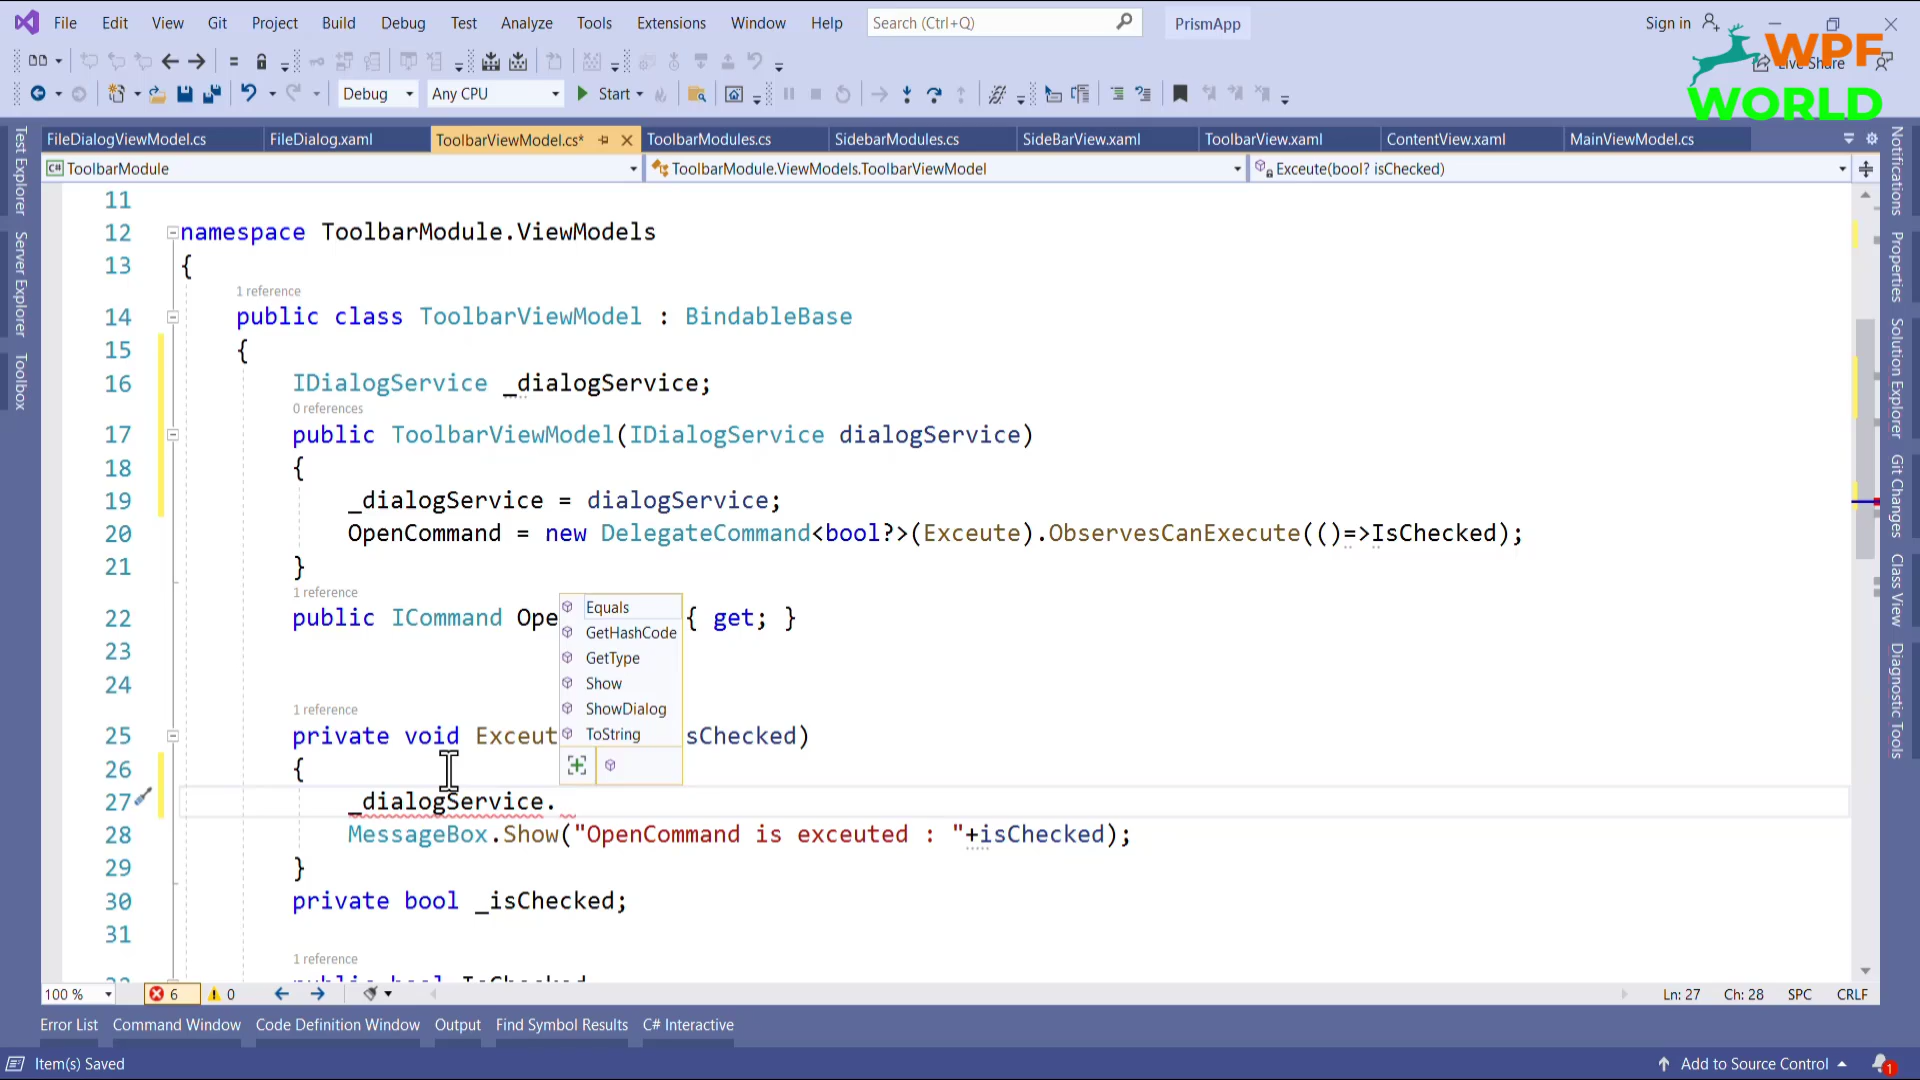 File Edit View Git Project Build Debug Test Analyze Tools Extensions Window Help Search (Ctrl+Q) PrismApp Sign in
WPF
WORLD
Live Share
Debug Any CPU Start
FileDialogViewModel.cs FileDialog.xaml ToolbarViewModel.cs* ToolbarModules.cs SidebarModules.cs SideBarView.xaml ToolbarView.xaml ContentView.xaml MainViewModel.cs
C# ToolbarModule ToolbarModule.ViewModels.ToolbarViewModel Exceute(bool? isChecked)
Test Explorer
Server Explorer
Toolbox
11
12 namespace ToolbarModule.ViewModels
13 {
1 reference
14 public class ToolbarViewModel : BindableBase
15 {
16 IDialogService _dialogService;
0 references
17 public ToolbarViewModel(IDialogService dialogService)
18 {
19 _dialogService = dialogService;
20 OpenCommand = new DelegateCommand<bool?>(Exceute).ObservesCanExecute(()=>IsChecked);
21 }
1 reference
22 public ICommand Ope { get; }
23
24
1 reference
25 private void Exceut sChecked)
26 {
27 _dialogService.
28 MessageBox.Show("OpenCommand is exceuted : "+isChecked);
29 }
30 private bool _isChecked;
31
1 reference
Equals
GetHashCode
GetType
Show
ShowDialog
ToString
Notifications
Properties
Solution Explorer
Git Changes
Class View
Diagnostic Tools
100 % 6 0 Ln: 27 Ch: 28 SPC CRLF
Error List Command Window Code Definition Window Output Find Symbol Results C# Interactive
Item(s) Saved Add to Source Control 1